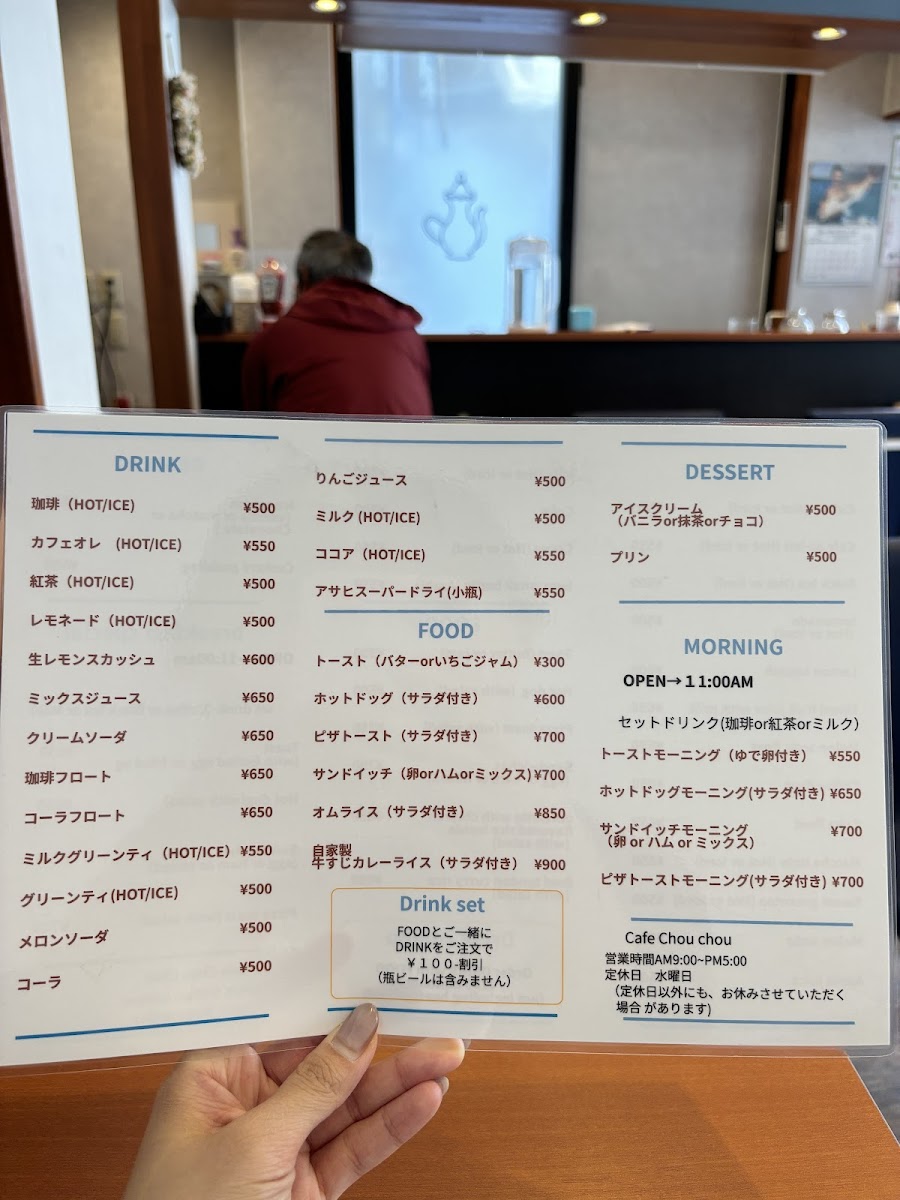 DRINK
珈琲（HOT/ICE) ¥500
カフェオレ (HOT/ICE) ¥550
紅茶（HOT/ICE) ¥500
レモネード（HOT/ICE) ¥500
生レモンスカッシュ ¥600
ミックスジュース ¥650
クリームソーダ ¥650
珈琲フロート ¥650
コーラフロート ¥650
ミルクグリーンティ（HOT/ICE） ¥550
グリーンティ(HOT/ICE) ¥500
メロンソーダ ¥500
コーラ ¥500
りんごジュース ¥500
ミルク (HOT/ICE) ¥500
ココア（HOT/ICE) ¥550
アサヒスーパードライ(小瓶) ¥550
FOOD
トースト（バターorいちごジャム） ¥300
ホットドッグ（サラダ付き） ¥600
ピザトースト（サラダ付き） ¥700
サンドイッチ（卵orハムorミックス) ¥700
オムライス（サラダ付き） ¥850
自家製
牛すじカレーライス（サラダ付き） ¥900
Drink set
FOODとご一緒に
DRINKをご注文で
￥１００-割引
（瓶ビールは含みません）
DESSERT
アイスクリーム ¥500
（バニラor抹茶orチョコ）
プリン ¥500
MORNING
OPEN→１１:00AM
セットドリンク(珈琲or紅茶orミルク）
トーストモーニング（ゆで卵付き） ¥550
ホットドッグモーニング(サラダ付き) ¥650
サンドイッチモーニング ¥700
（卵 or ハム or ミックス）
ピザトーストモーニング(サラダ付き) ¥700
Cafe Chou chou
営業時間AM9:00~PM5:00
定休日　水曜日
（定休日以外にも、お休みさせていただく
場合 があります)